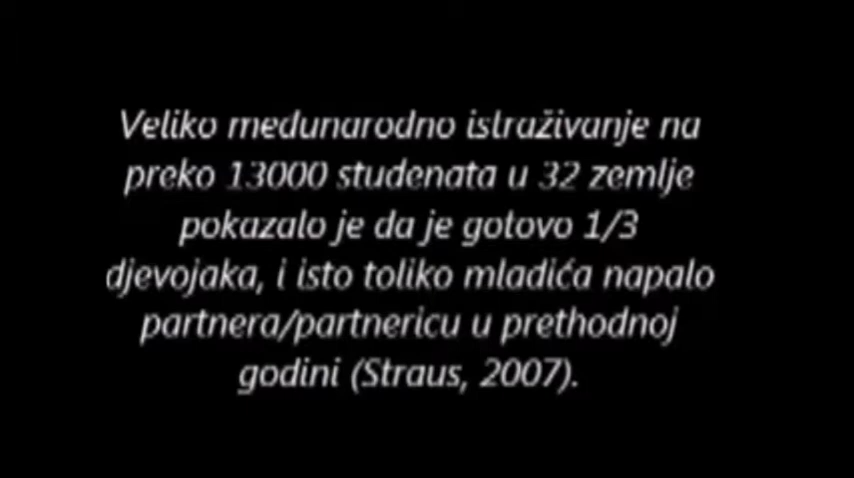 Veliko međunarodno istraživanje na
preko 13000 studenata u 32 zemlje
pokazalo je da je gotovo 1/3
djevojaka, i isto toliko mladića napalo
partnera/partnericu u prethodnoj
godini (Straus, 2007).